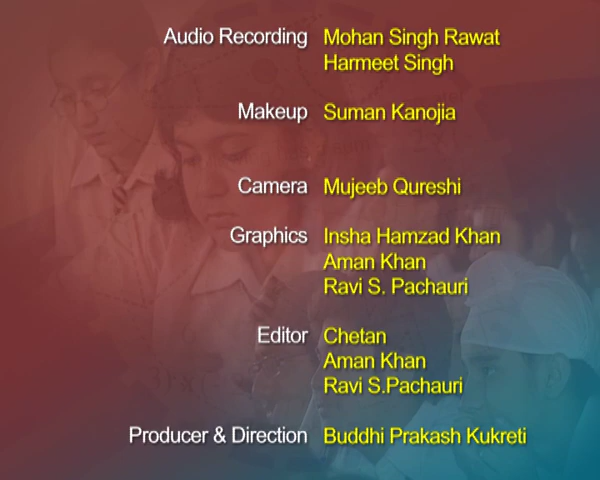 Audio Recording Mohan Singh Rawat
Harmeet Singh
Makeup Suman Kanojia
Camera Mujeeb Qureshi
Graphics Insha Hamzad Khan
Aman Khan
Ravi S. Pachauri
Editor Chetan
Aman Khan
Ravi S.Pachauri
Producer & Direction Buddhi Prakash Kukreti